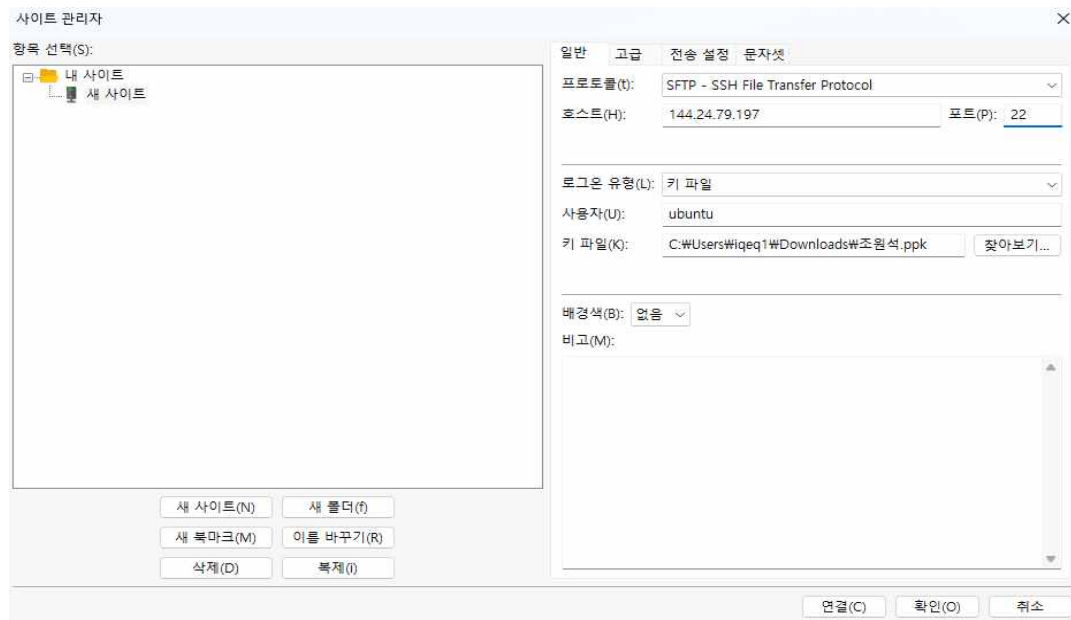 사이트 관리자
항목 선택(S):
내 사이트
새 사이트
새 사이트(N)
새 폴더(f)
새 북마크(M)
이름 바꾸기(R)
삭제(D)
복제(i)
일반 고급 전송 설정 문자셋
프로토콜(t): SFTP - SSH File Transfer Protocol
호스트(H): 144.24.79.197 포트(P): 22
로그온 유형(L): 키 파일
사용자(U): ubuntu
키 파일(K): C:₩Users₩iqeq1₩Downloads₩조원석.ppk 찾아보기...
배경색(B): 없음
비고(M):
연결(C) 확인(O) 취소